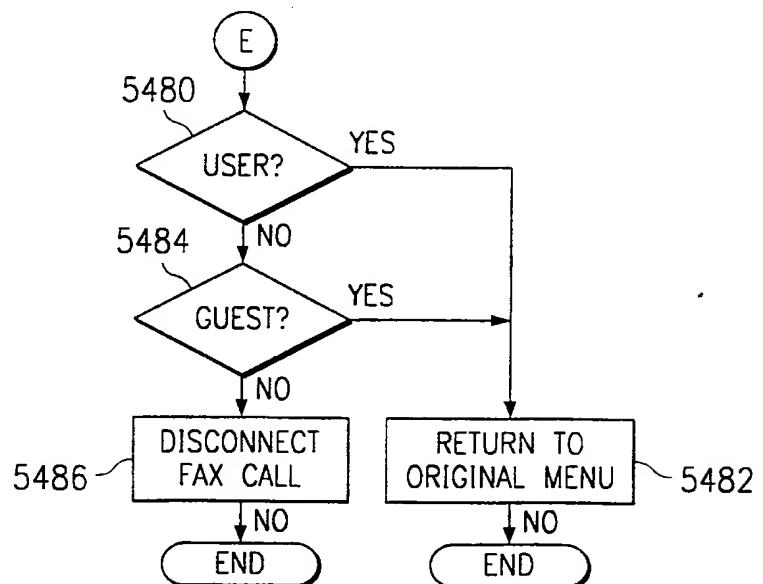 E
5480
USER?
YES
NO
5484
GUEST?
YES
NO
DISCONNECT
FAX CALL
5486
RETURN TO
ORIGINAL MENU
5482
NO
NO
END
END